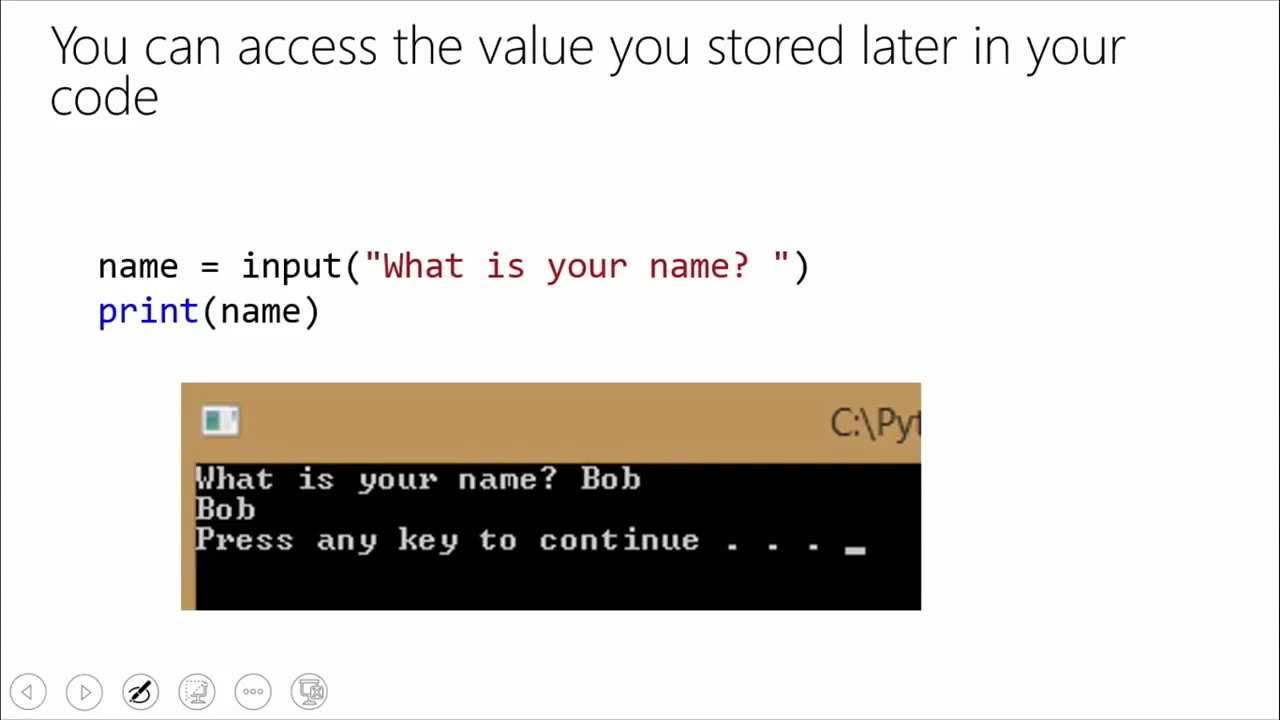 You can access the value you stored later in your
code
name = input("What is your name? ")
print(name)
C:\Pyt
What is your name? Bob
Bob
Press any key to continue . . . _